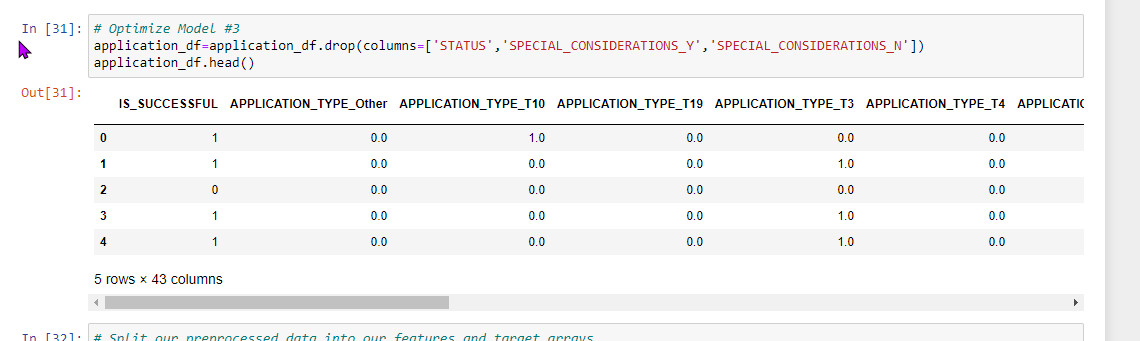 In [31]: # Optimize Model #3
application_df=application_df.drop(columns=['STATUS','SPECIAL_CONSIDERATIONS_Y','SPECIAL_CONSIDERATIONS_N'])
application_df.head()
Out[31]:
IS_SUCCESSFUL APPLICATION_TYPE_Other APPLICATION_TYPE_T10 APPLICATION_TYPE_T19 APPLICATION_TYPE_T3 APPLICATION_TYPE_T4 APPLICATIO
0 1 0.0 1.0 0.0 0.0 0.0
1 1 0.0 0.0 0.0 1.0 0.0
2 0 0.0 0.0 0.0 0.0 0.0
3 1 0.0 0.0 0.0 1.0 0.0
4 1 0.0 0.0 0.0 1.0 0.0
5 rows × 43 columns
In [32]: # Split our preprocessed data into our features and target arrays